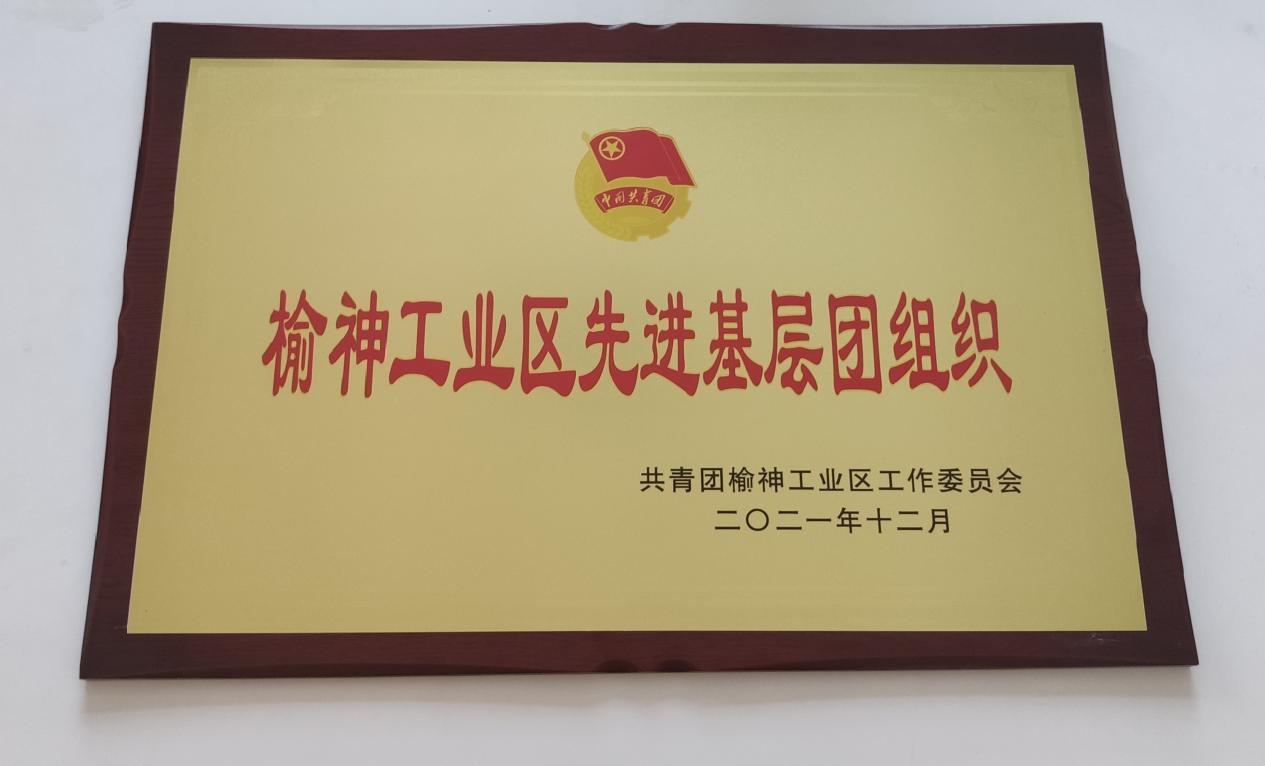 中国共青团
榆神工业区先进基层团组织
共青团榆神工业区工作委员会
二〇二一年十二月